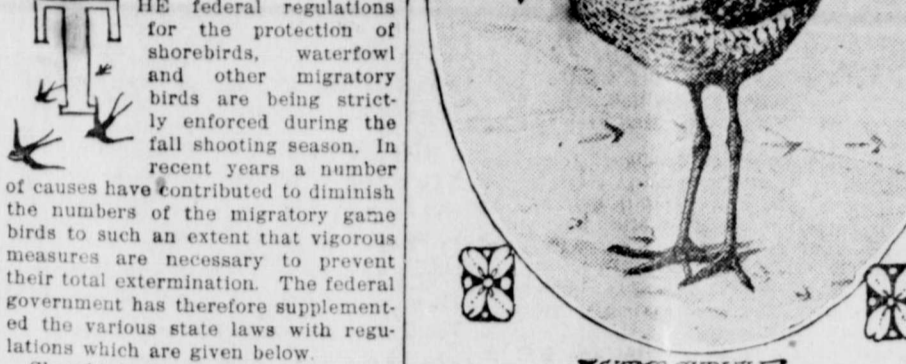 THE federal regulations
for the protection of
shorebirds, waterfowl
and other migratory
birds are being strict-
ly enforced during the
fall shooting season. In
recent years a number
of causes have contributed to diminish
the numbers of the migratory game
birds to such an extent that vigorous
measures are necessary to prevent
their total extermination. The federal
government has therefore supplement-
ed the various state laws with regu-
lations which are given below.